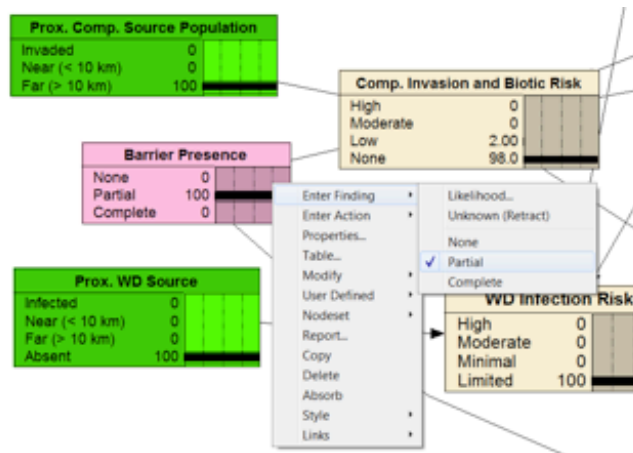 Prox. Comp. Source Population
Invaded 0
Near (< 10 km) 0
Far (> 10 km) 100
Comp. Invasion and Biotic Risk
High 0
Moderate 0
Low 2.00
None 98.0
Barrier Presence
None 0
Partial 100
Complete 0
Enter Finding
Enter Action
Properties...
Table...
Modify
User Defined
Nodeset
Report...
Copy
Delete
Absorb
Style
Links
Likelihood...
Unknown (Retract)
None
Partial
Complete
Prox. WD Source
Infected 0
Near (< 10 km) 0
Far (> 10 km) 0
Absent 100
WD Infection Risk
High 0
Moderate 0
Minimal 0
Limited 100